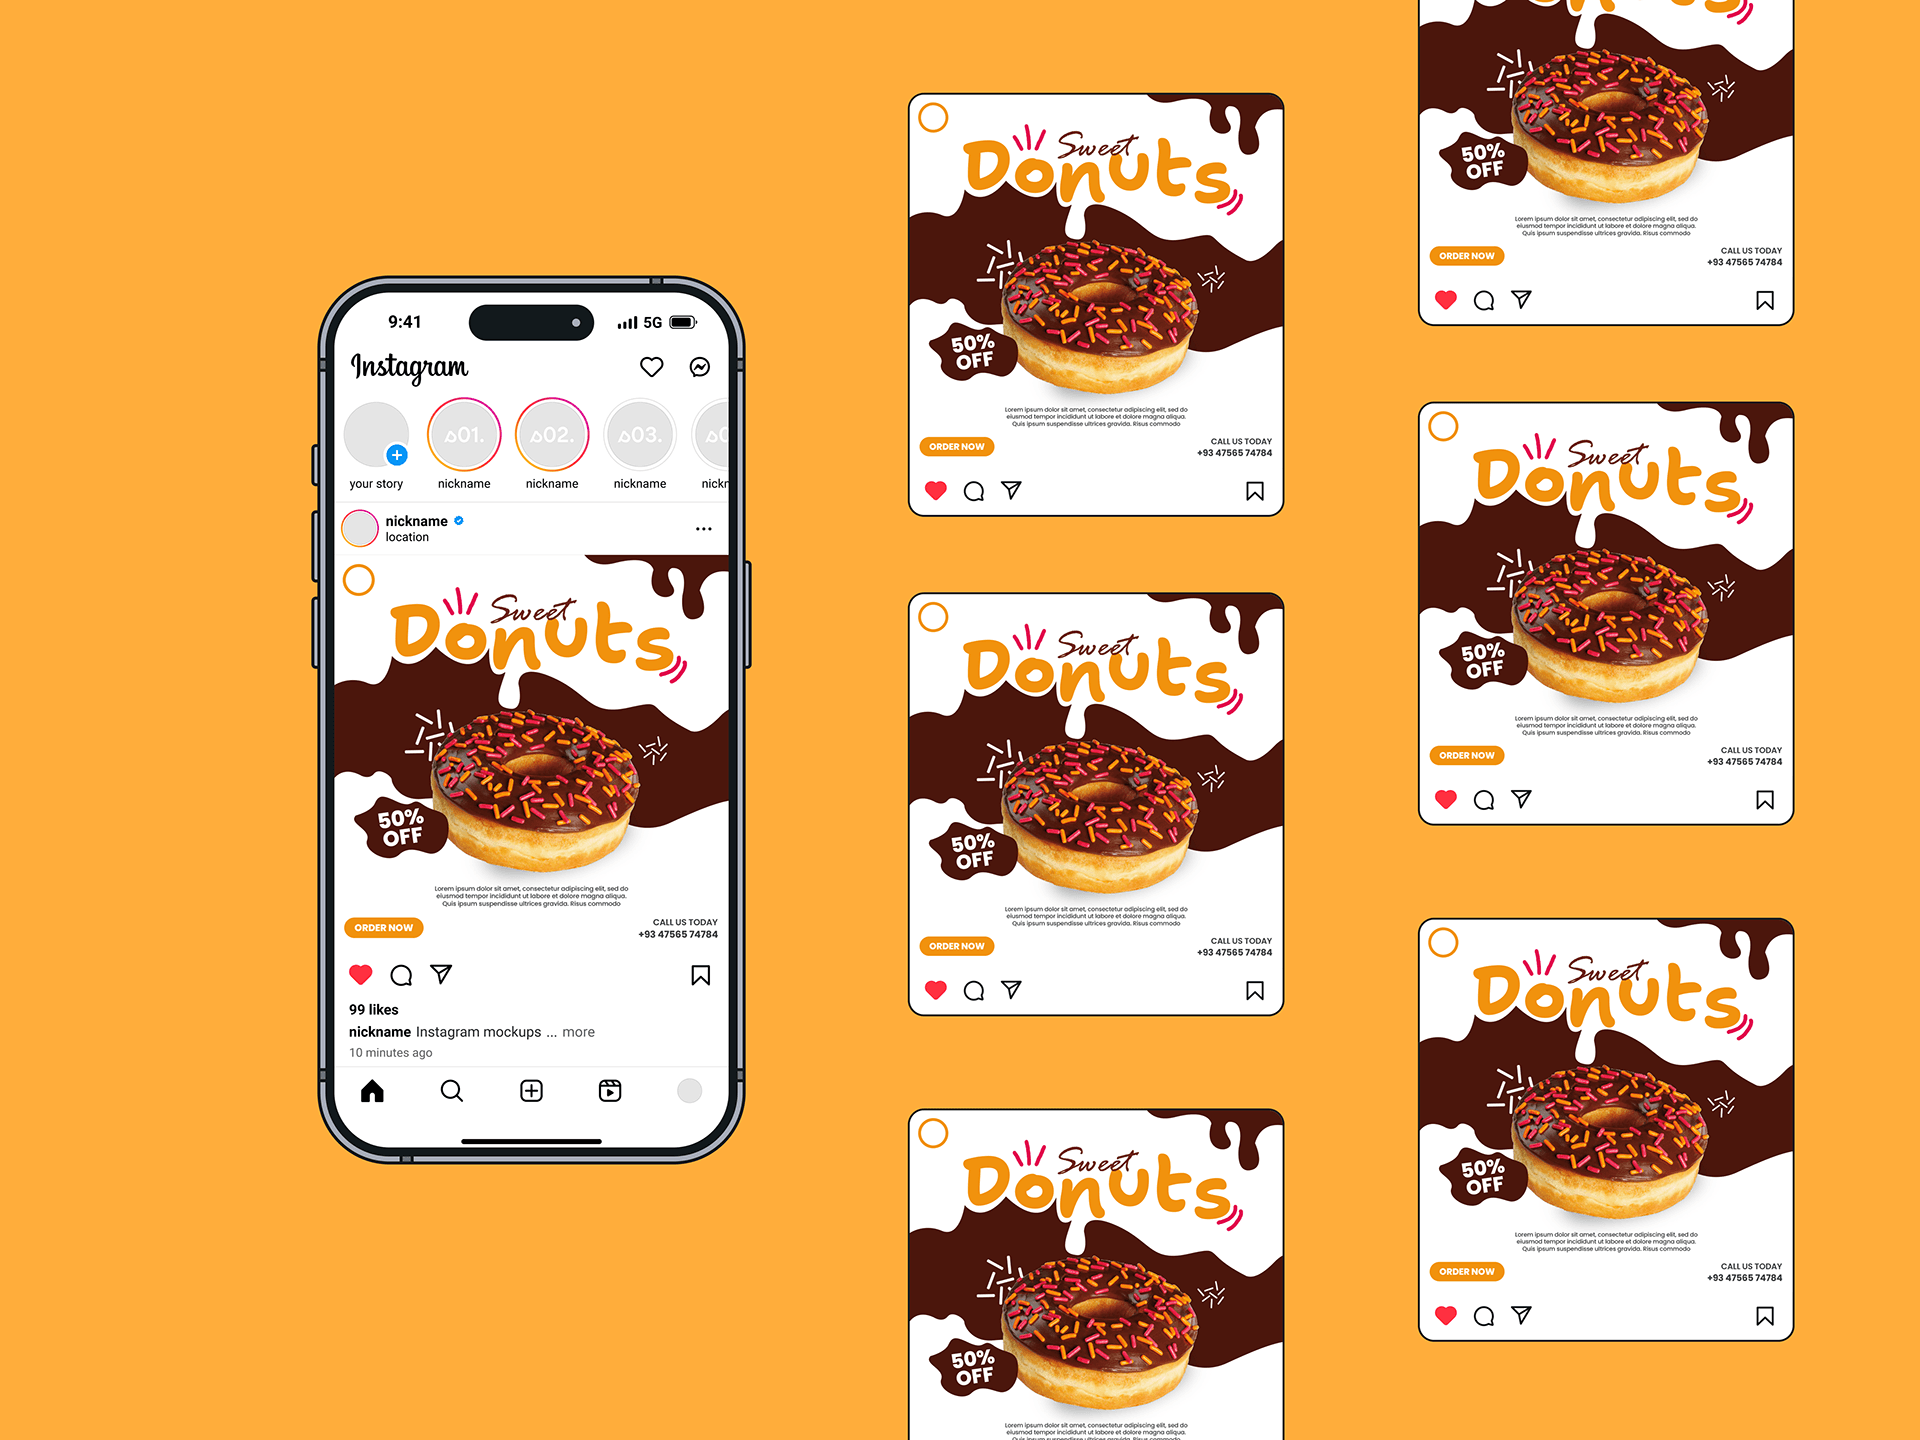 9:41
5G
Instagram
s01.
s02.
s03.
your story
nickname
nickname
nickname
nickn
nickname
location
Sweet
Donuts
50%
OFF
Lorem ipsum dolor sit amet, consectetur adipiscing elit, sed do
eiusmod tempor incididunt ut labore et dolore magna aliqua.
Quis ipsum suspendisse ultrices gravida. Risus commodo
ORDER NOW
CALL US TODAY
+93 47565 74784
99 likes
nickname Instagram mockups ... more
10 minutes ago
Sweet
Donuts
50%
OFF
Lorem ipsum dolor sit amet, consectetur adipiscing elit, sed do
eiusmod tempor incididunt ut labore et dolore magna aliqua.
Quis ipsum suspendisse ultrices gravida. Risus commodo
ORDER NOW
CALL US TODAY
+93 47565 74784
Sweet
Donuts
50%
OFF
Lorem ipsum dolor sit amet, consectetur adipiscing elit, sed do
eiusmod tempor incididunt ut labore et dolore magna aliqua.
Quis ipsum suspendisse ultrices gravida. Risus commodo
ORDER NOW
CALL US TODAY
+93 47565 74784
Sweet
Donuts
50%
OFF
Lorem ipsum dolor sit amet, consectetur adipiscing elit, sed do
eiusmod tempor incididunt ut labore et dolore magna aliqua.
Quis ipsum suspendisse ultrices gravida. Risus commodo
50%
OFF
Lorem ipsum dolor sit amet, consectetur adipiscing elit, sed do
eiusmod tempor incididunt ut labore et dolore magna aliqua.
Quis ipsum suspendisse ultrices gravida. Risus commodo
ORDER NOW
CALL US TODAY
+93 47565 74784
Sweet
Donuts
50%
OFF
Lorem ipsum dolor sit amet, consectetur adipiscing elit, sed do
eiusmod tempor incididunt ut labore et dolore magna aliqua.
Quis ipsum suspendisse ultrices gravida. Risus commodo
ORDER NOW
CALL US TODAY
+93 47565 74784
Sweet
Donuts
50%
OFF
Lorem ipsum dolor sit amet, consectetur adipiscing elit, sed do
eiusmod tempor incididunt ut labore et dolore magna aliqua.
Quis ipsum suspendisse ultrices gravida. Risus commodo
ORDER NOW
CALL US TODAY
+93 47565 74784